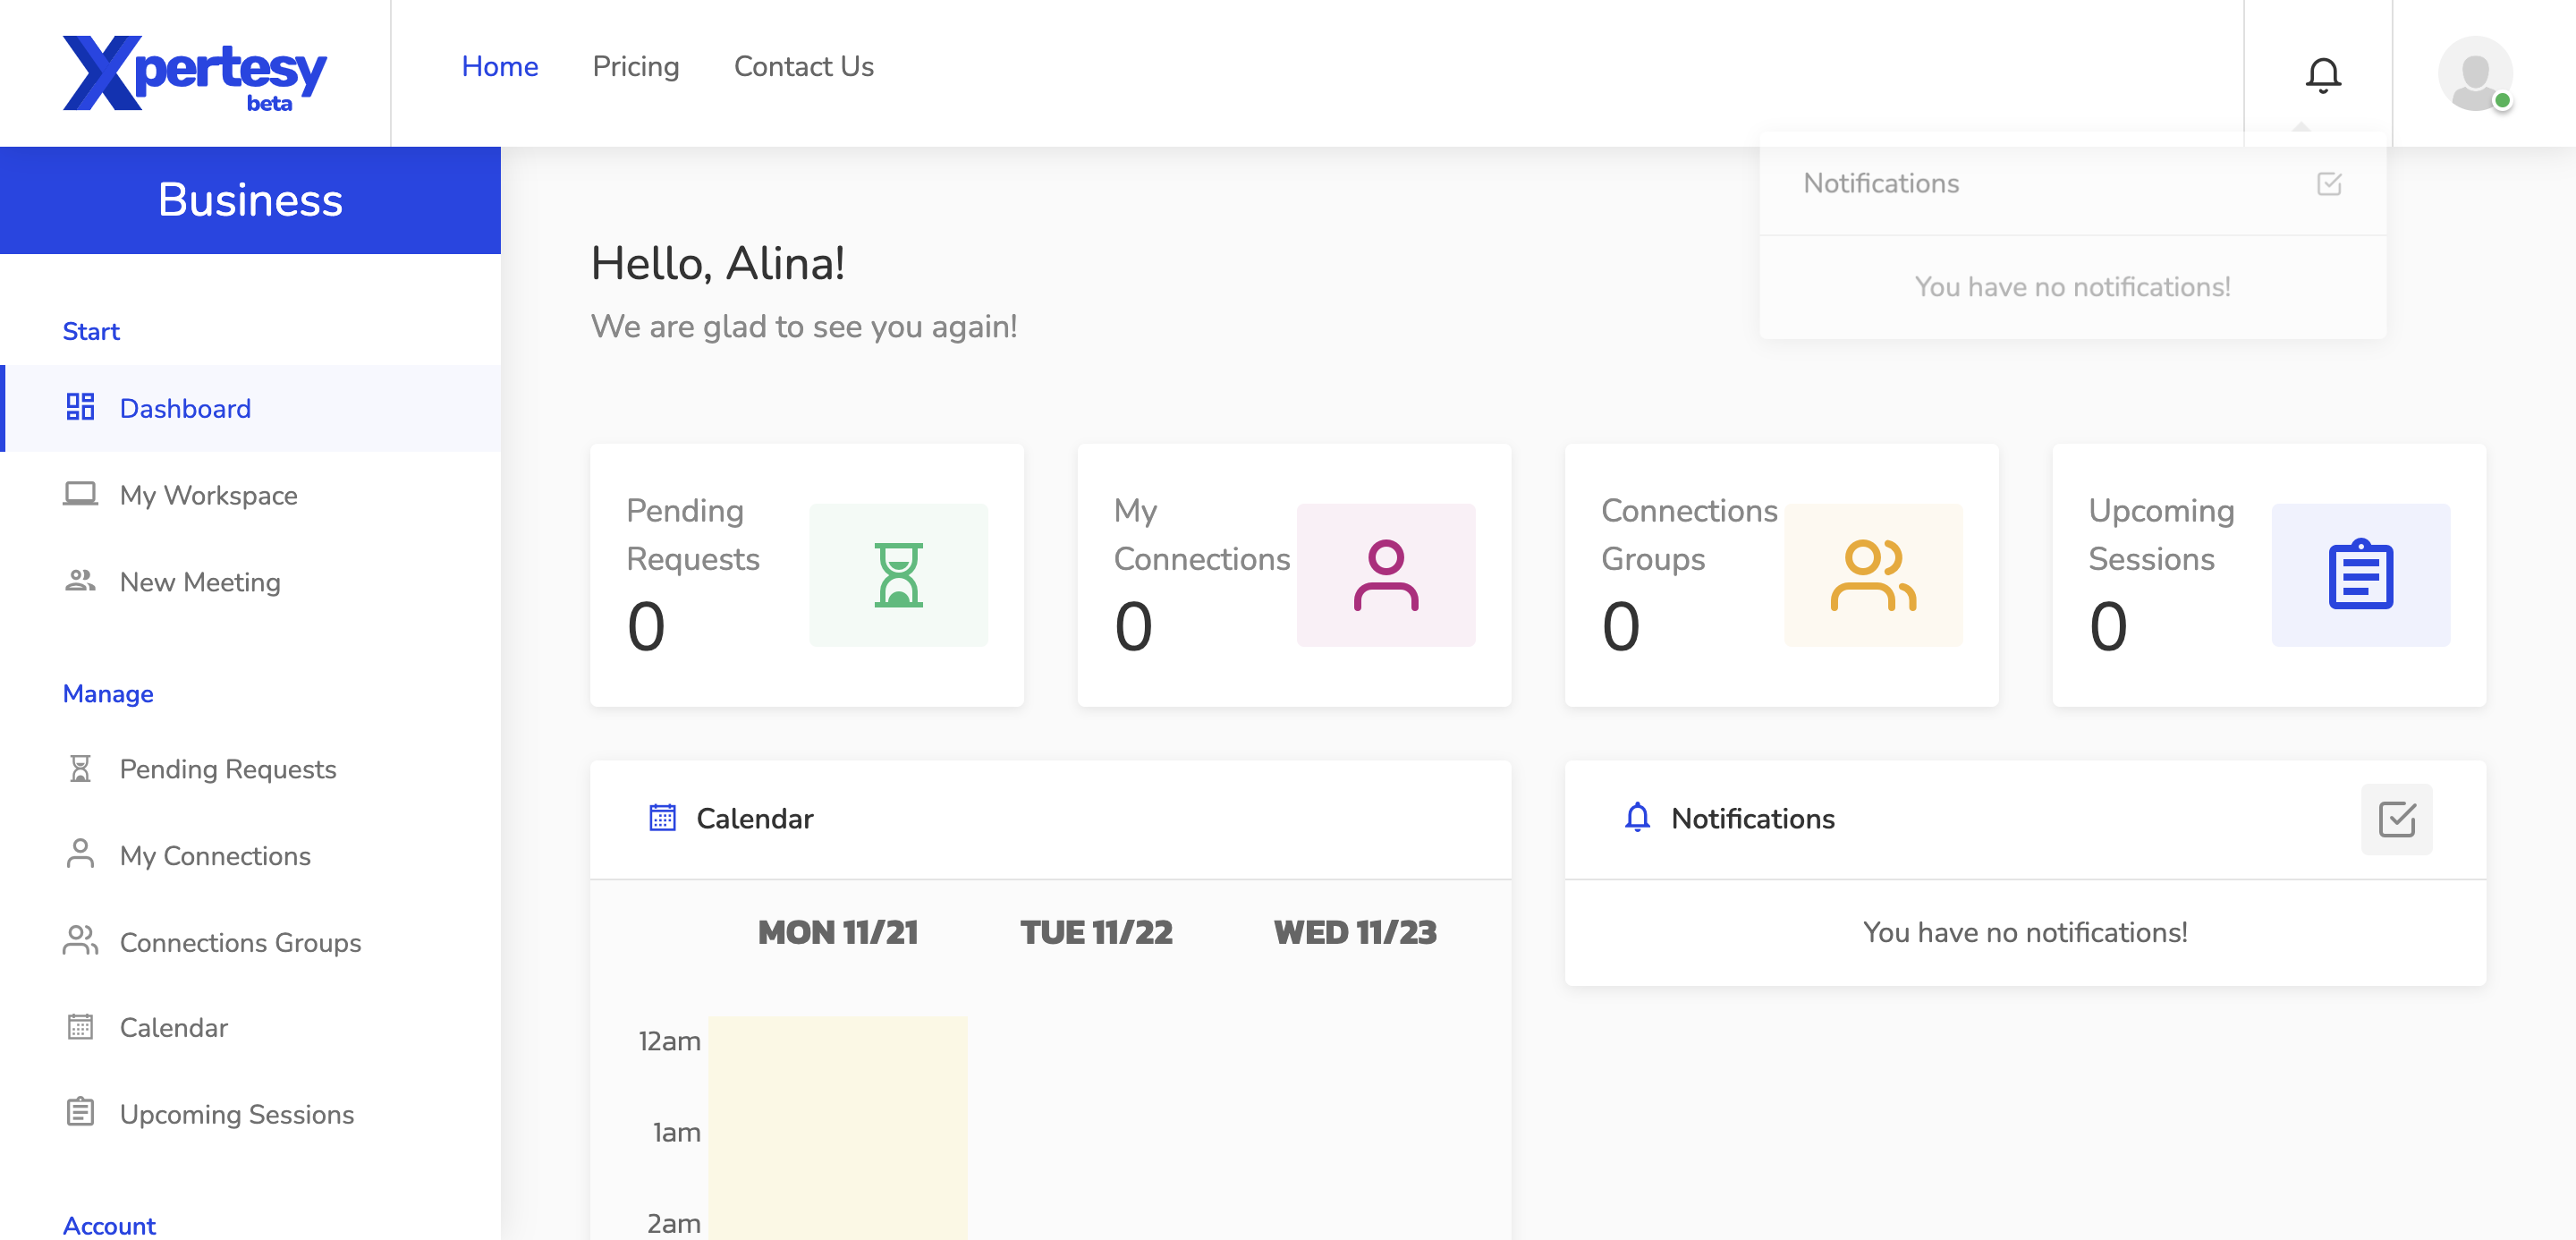 Xpertesy
beta
Home
Pricing
Contact Us
Business
Start
Dashboard
My Workspace
New Meeting
Manage
Pending Requests
My Connections
Connections Groups
Calendar
Upcoming Sessions
Account
Notifications
You have no notifications!
Hello, Alina!
We are glad to see you again!
Pending
Requests
0
My
Connections
0
Connections
Groups
0
Upcoming
Sessions
0
Calendar
MON 11/21
TUE 11/22
WED 11/23
12am
1am
2am
Notifications
You have no notifications!